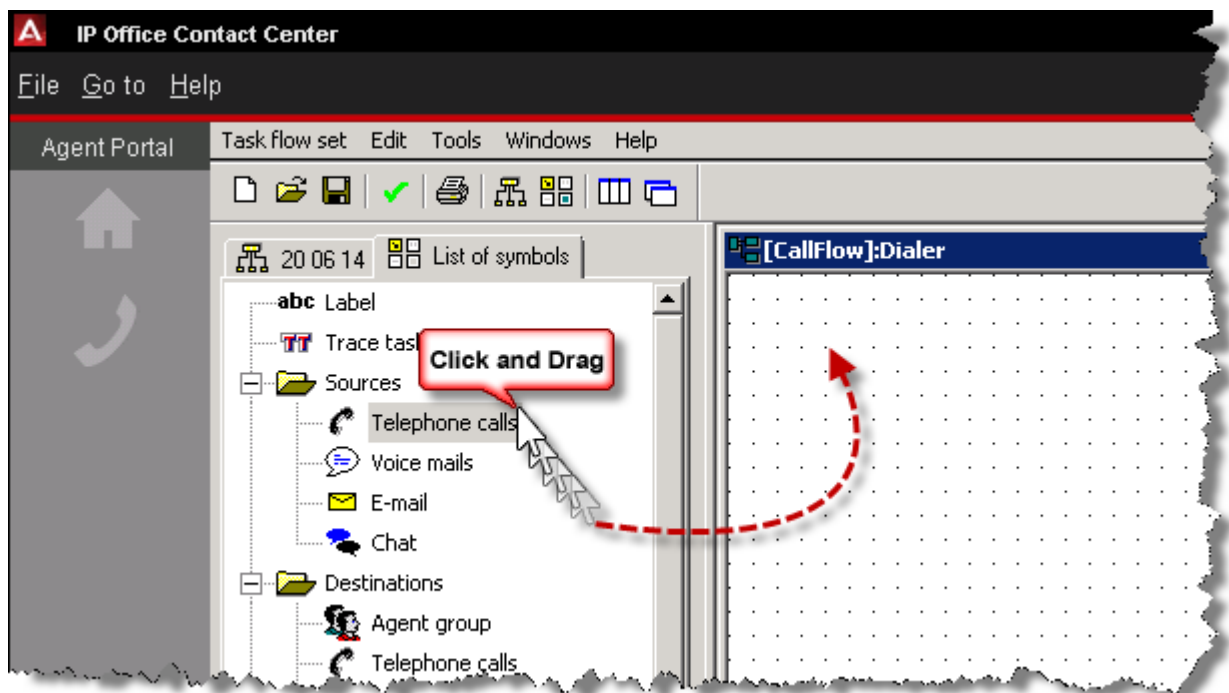 IP Office Contact Center
File Go to Help
Agent Portal
Task flow set Edit Tools Windows Help
20 06 14 List of symbols
[CallFlow]:Dialer
abc Label
TT Trace tas
Click and Drag
Sources
Telephone calls
Voice mails
E-mail
Chat
Destinations
Agent group
Telephone calls